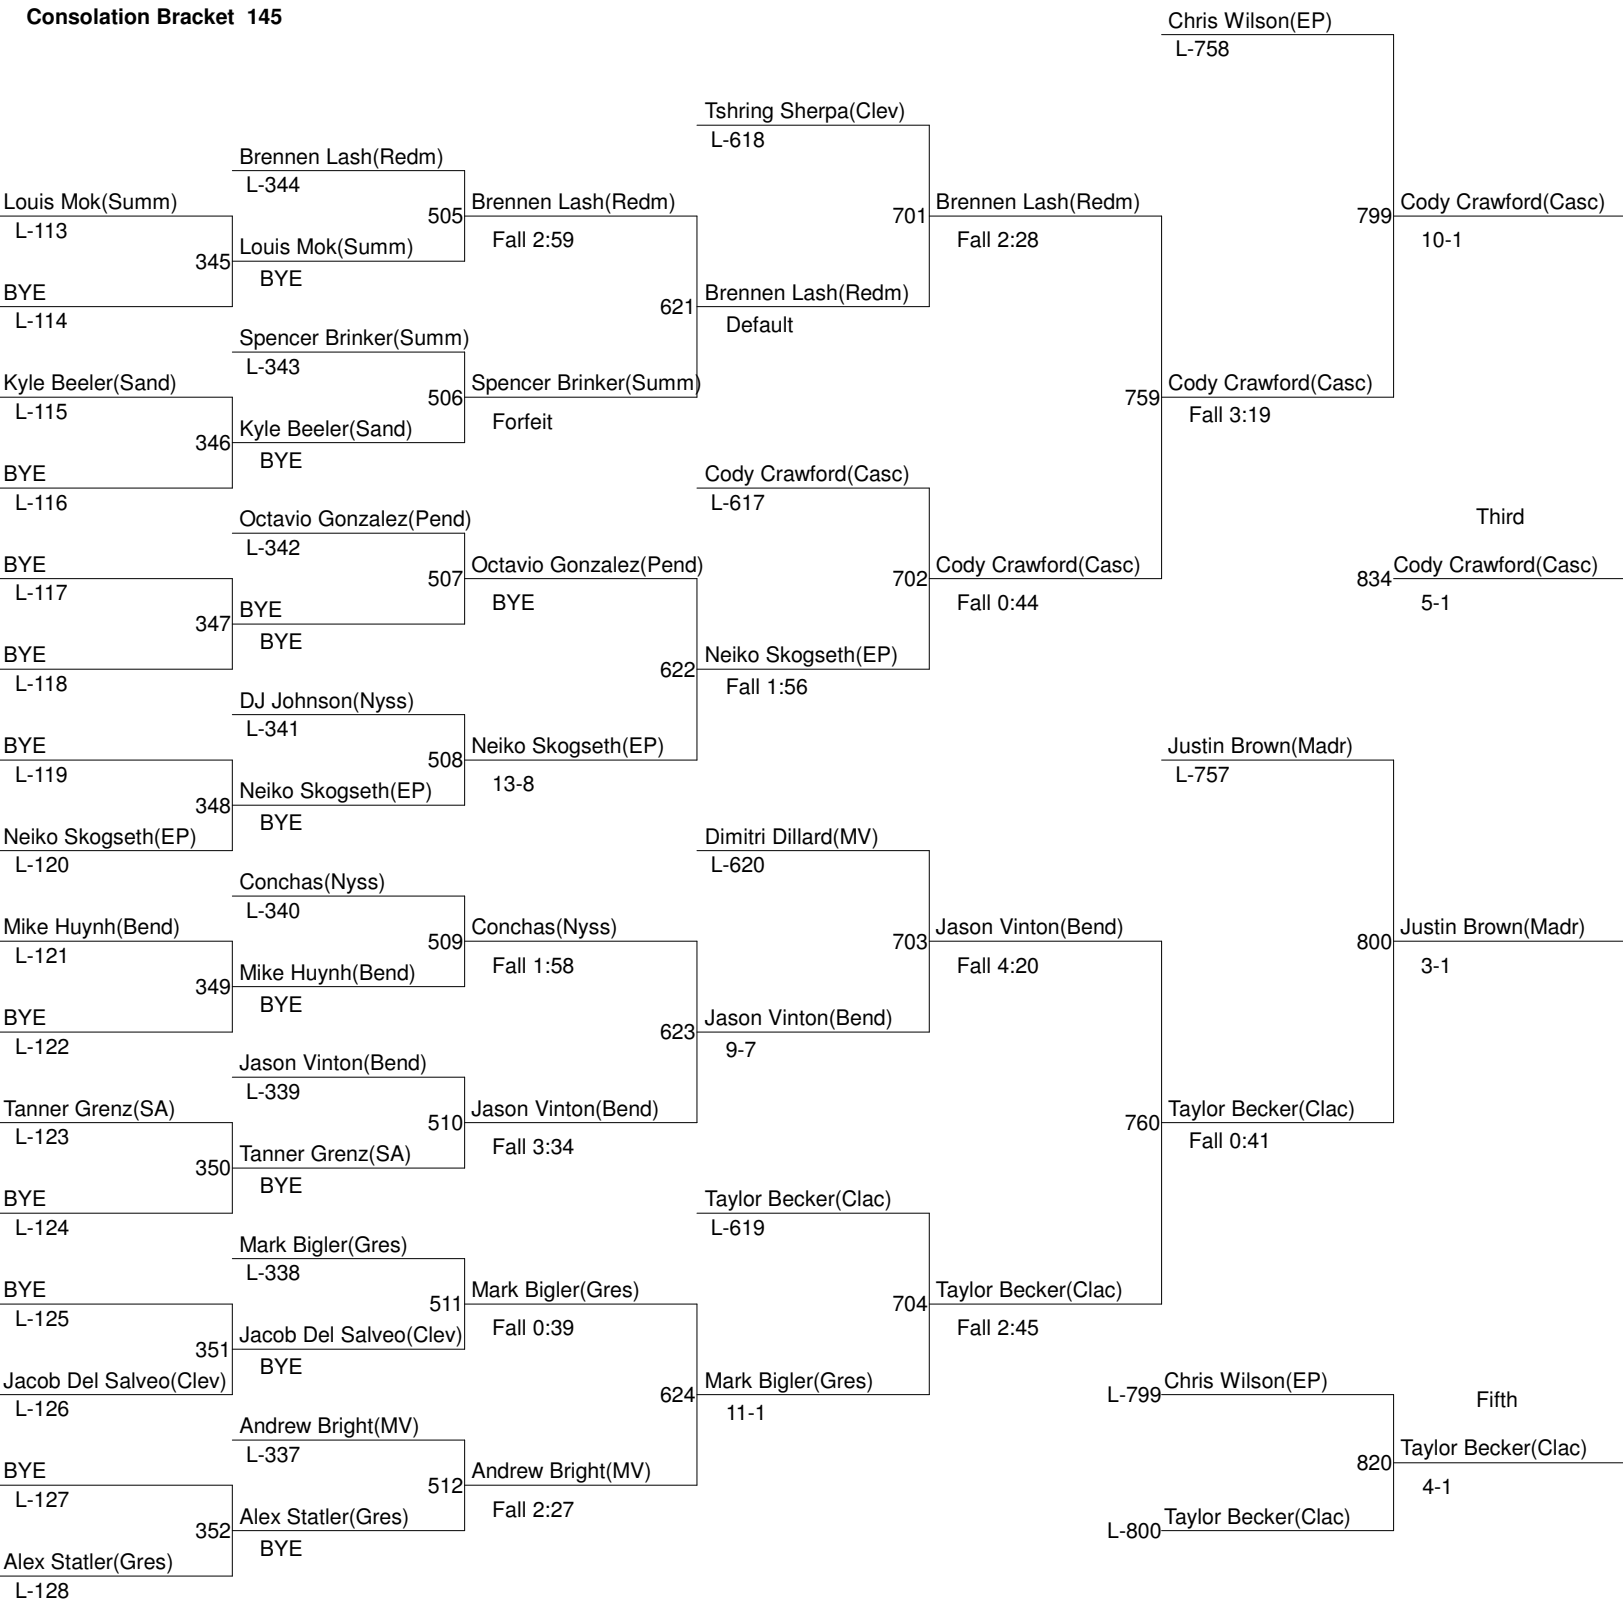 Consolation Bracket 145
Chris Wilson(EP)
L-758
Tshring Sherpa(Clev)
L-618
Brennen Lash(Redm)
L-344
Louis Mok(Summ)
L-113
505
Brennen Lash(Redm)
Fall 2:59
701
Brennen Lash(Redm)
Fall 2:28
799
Cody Crawford(Casc)
10-1
345
Louis Mok(Summ)
BYE
BYE
L-114
621
Brennen Lash(Redm)
Default
Spencer Brinker(Summ)
L-343
Kyle Beeler(Sand)
L-115
506
Spencer Brinker(Summ)
Forfeit
759
Cody Crawford(Casc)
Fall 3:19
346
Kyle Beeler(Sand)
BYE
BYE
L-116
Cody Crawford(Casc)
L-617
Octavio Gonzalez(Pend)
L-342
Third
BYE
L-117
507
Octavio Gonzalez(Pend)
BYE
702
Cody Crawford(Casc)
Fall 0:44
834
Cody Crawford(Casc)
5-1
347
BYE
BYE
BYE
L-118
622
Neiko Skogseth(EP)
Fall 1:56
DJ Johnson(Nyss)
L-341
BYE
L-119
508
Neiko Skogseth(EP)
13-8
Justin Brown(Madr)
L-757
348
Neiko Skogseth(EP)
BYE
Neiko Skogseth(EP)
L-120
Dimitri Dillard(MV)
L-620
Conchas(Nyss)
L-340
Mike Huynh(Bend)
L-121
509
Conchas(Nyss)
Fall 1:58
703
Jason Vinton(Bend)
Fall 4:20
800
Justin Brown(Madr)
3-1
349
Mike Huynh(Bend)
BYE
BYE
L-122
623
Jason Vinton(Bend)
9-7
Jason Vinton(Bend)
L-339
Tanner Grenz(SA)
L-123
510
Jason Vinton(Bend)
Fall 3:34
760
Taylor Becker(Clac)
Fall 0:41
350
Tanner Grenz(SA)
BYE
BYE
L-124
Taylor Becker(Clac)
L-619
Mark Bigler(Gres)
L-338
BYE
L-125
511
Mark Bigler(Gres)
Fall 0:39
704
Taylor Becker(Clac)
Fall 2:45
351
Jacob Del Salveo(Clev)
BYE
Jacob Del Salveo(Clev)
L-126
624
Mark Bigler(Gres)
11-1
L-799
Chris Wilson(EP)
Fifth
Andrew Bright(MV)
L-337
BYE
L-127
512
Andrew Bright(MV)
Fall 2:27
820
Taylor Becker(Clac)
4-1
352
Alex Statler(Gres)
BYE
L-800
Taylor Becker(Clac)
Alex Statler(Gres)
L-128